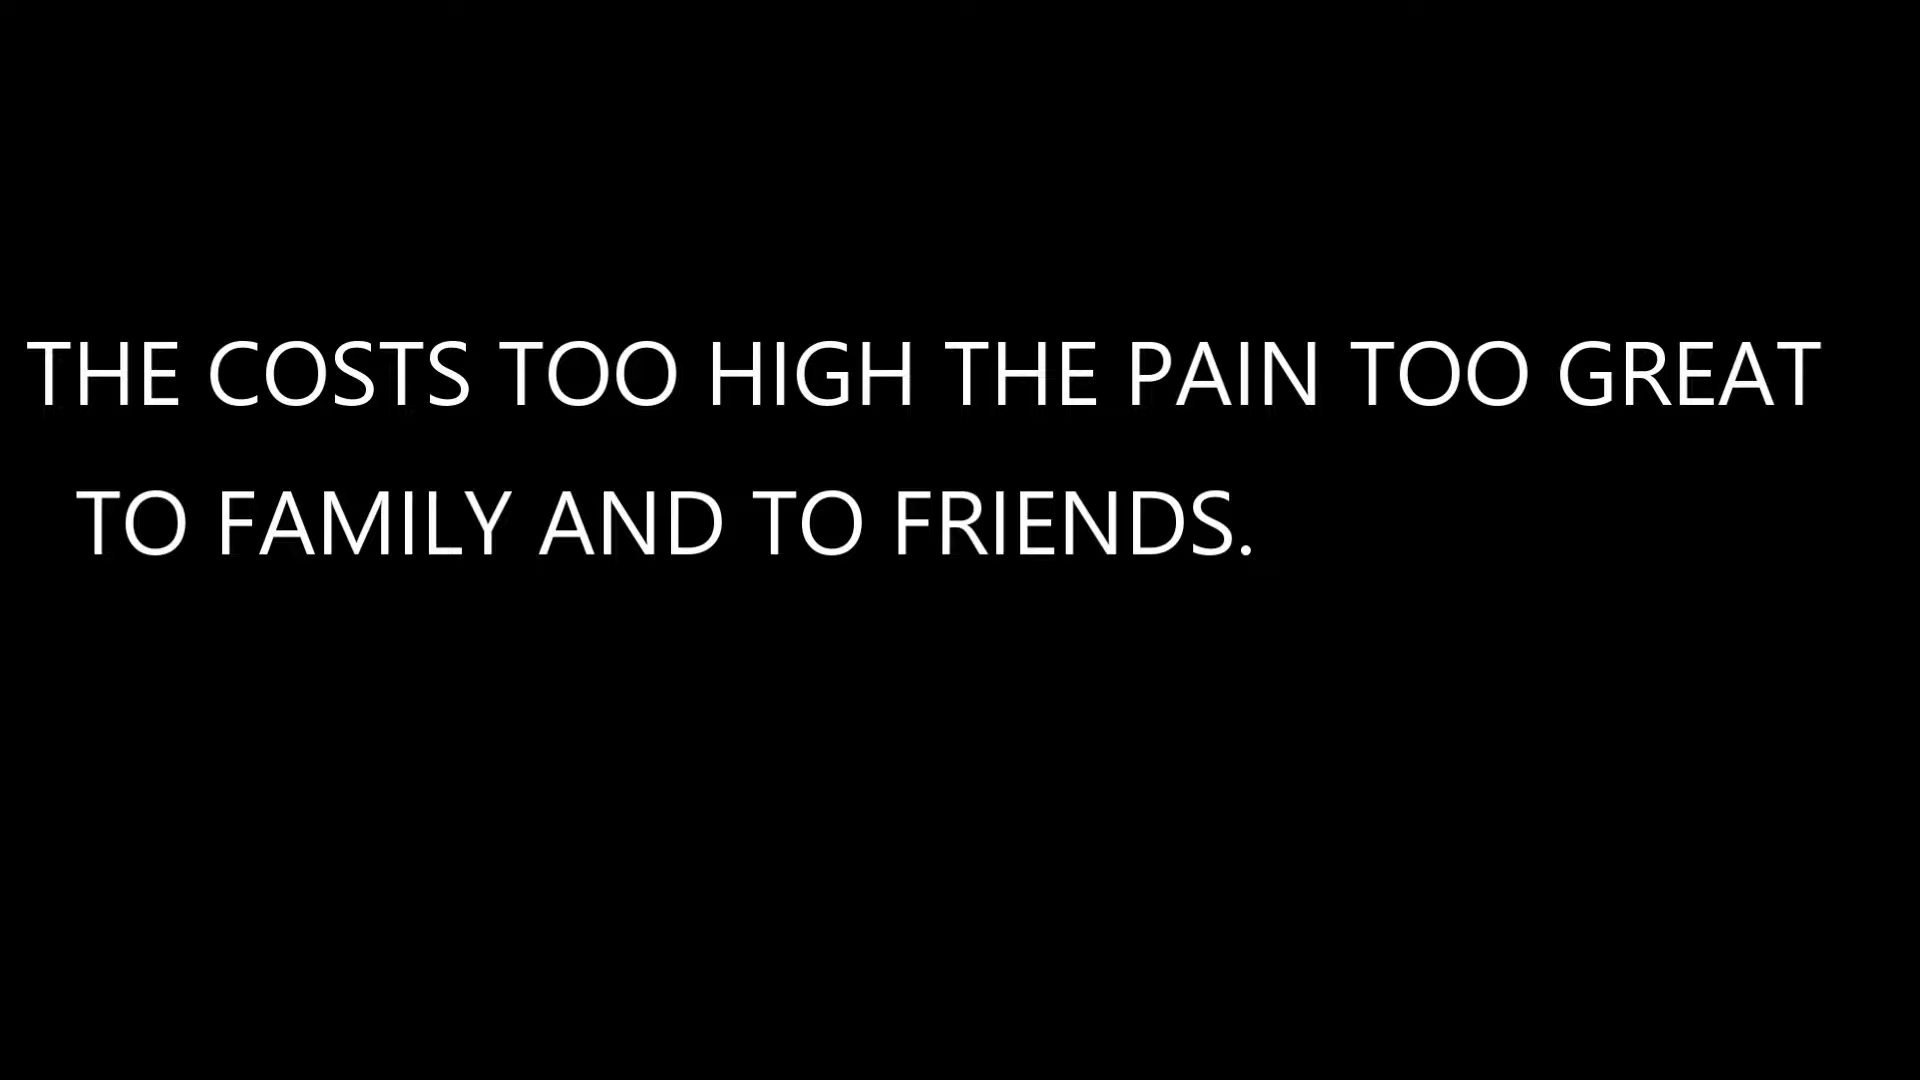 THE COSTS TOO HIGH THE PAIN TOO GREAT
TO FAMILY AND TO FRIENDS.